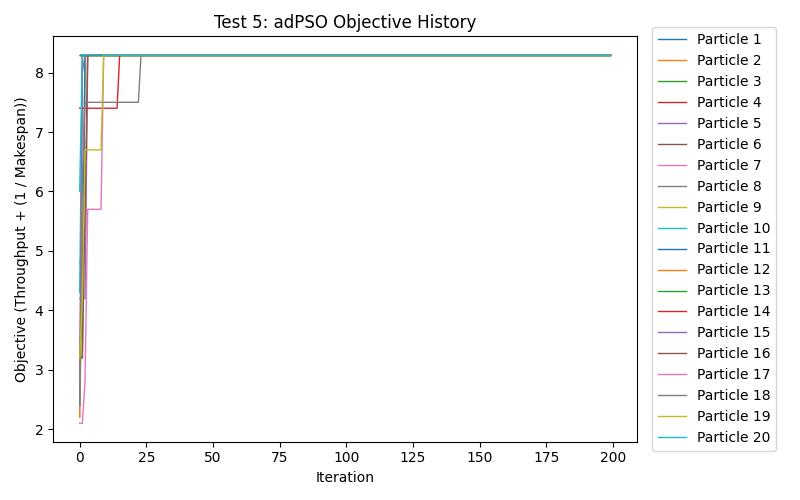 Test 5: adPSO Objective History
Objective (Throughput + (1 / Makespan))
8
7
6
5
4
3
2
0
25
50
75
100
125
150
175
200
Iteration
Particle 1
Particle 2
Particle 3
Particle 4
Particle 5
Particle 6
Particle 7
Particle 8
Particle 9
Particle 10
Particle 11
Particle 12
Particle 13
Particle 14
Particle 15
Particle 16
Particle 17
Particle 18
Particle 19
Particle 20